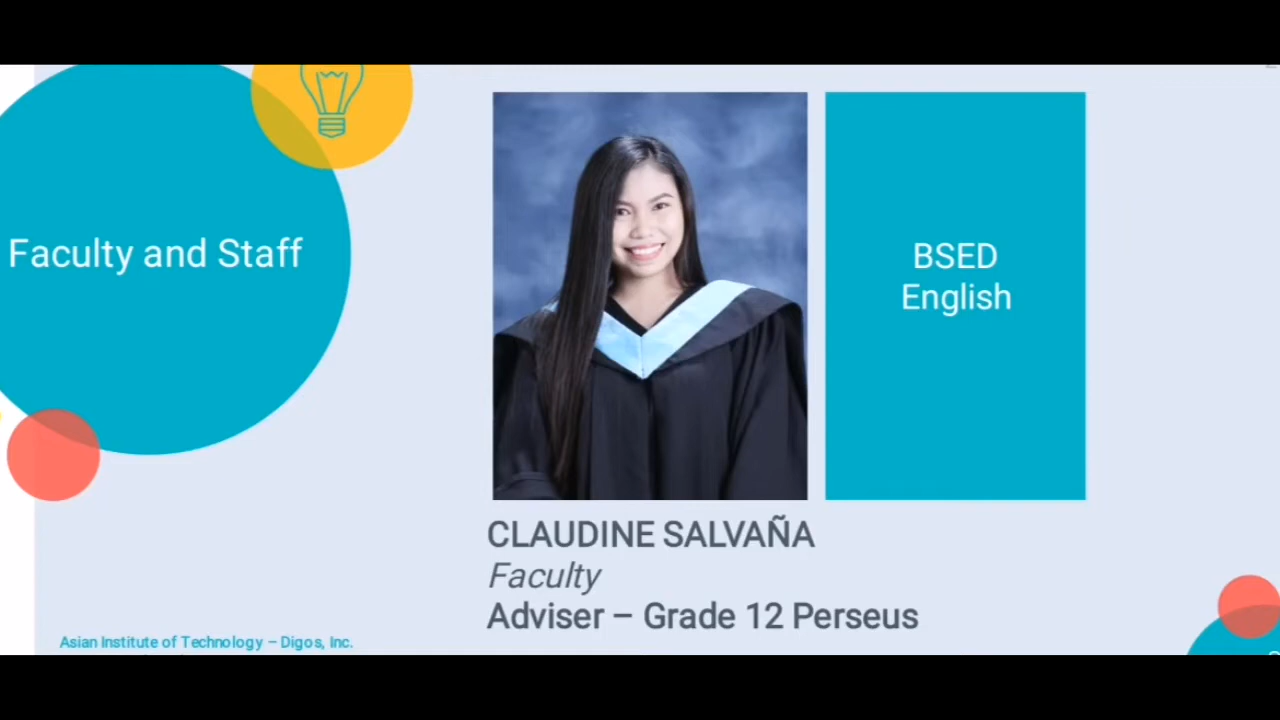 Faculty and Staff
BSED
English
CLAUDINE SALVAÑA
Faculty
Adviser – Grade 12 Perseus
Asian Institute of Technology – Digos, Inc.